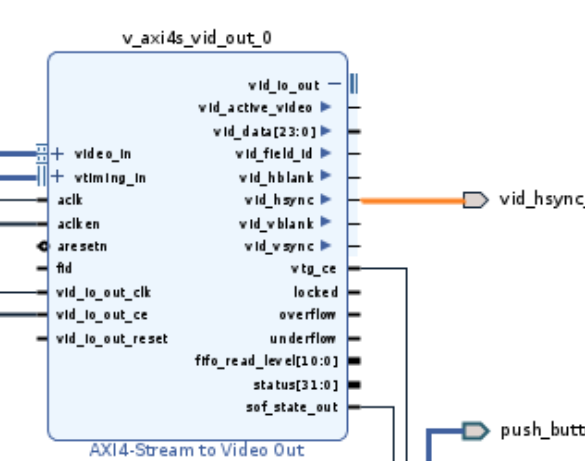 v_axi4s_vid_out_0
vid_io_out
vid_active_video
vid_data[23:0]
video_in
vid_field_id
vtiming_in
vid_hblank
aclk
vid_hsync
vid_hsync_
aclken
vid_vblank
aresetn
vid_vsync
fid
vtg_ce
vid_io_out_clk
locked
vid_io_out_ce
overflow
vid_io_out_reset
underflow
fifo_read_level[10:0]
status[31:0]
sof_state_out
push_butt
AXI4-Stream to Video Out